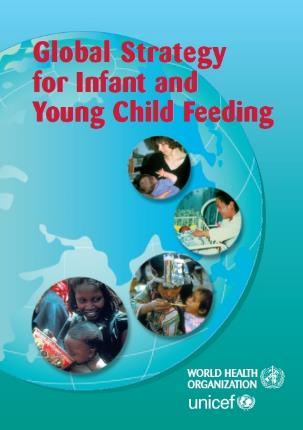 Global Strategy
for Infant and
Young Child Feeding
WORLD HEALTH
ORGANIZATION
unicef